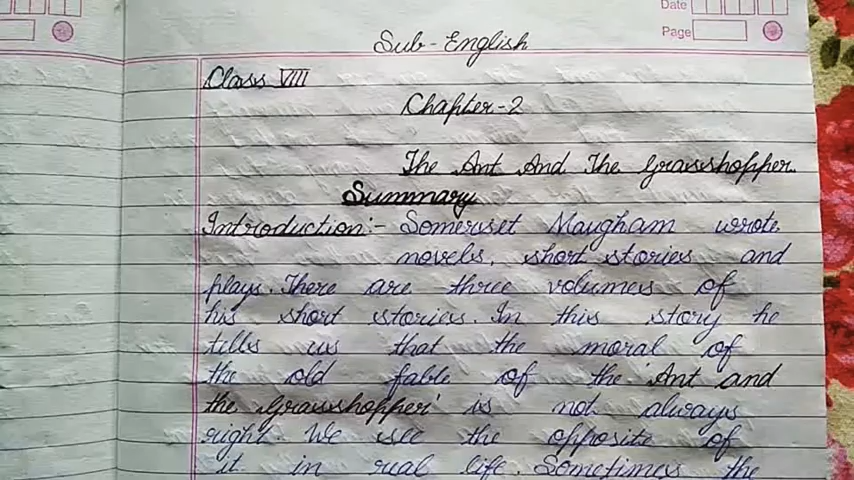 Date
Page
Sub-English
Class VIII
Chapter-2
The Ant And The Grasshopper.
Summary
Introduction:- Somerset Maugham wrote
novels, short stories and
plays. There are three volumes of
his short stories. In this story he
tells us that the moral of
the old fable of the 'Ant and
the Grasshopper' is not always
right. We see the opposite of
it in real life. Sometimes the